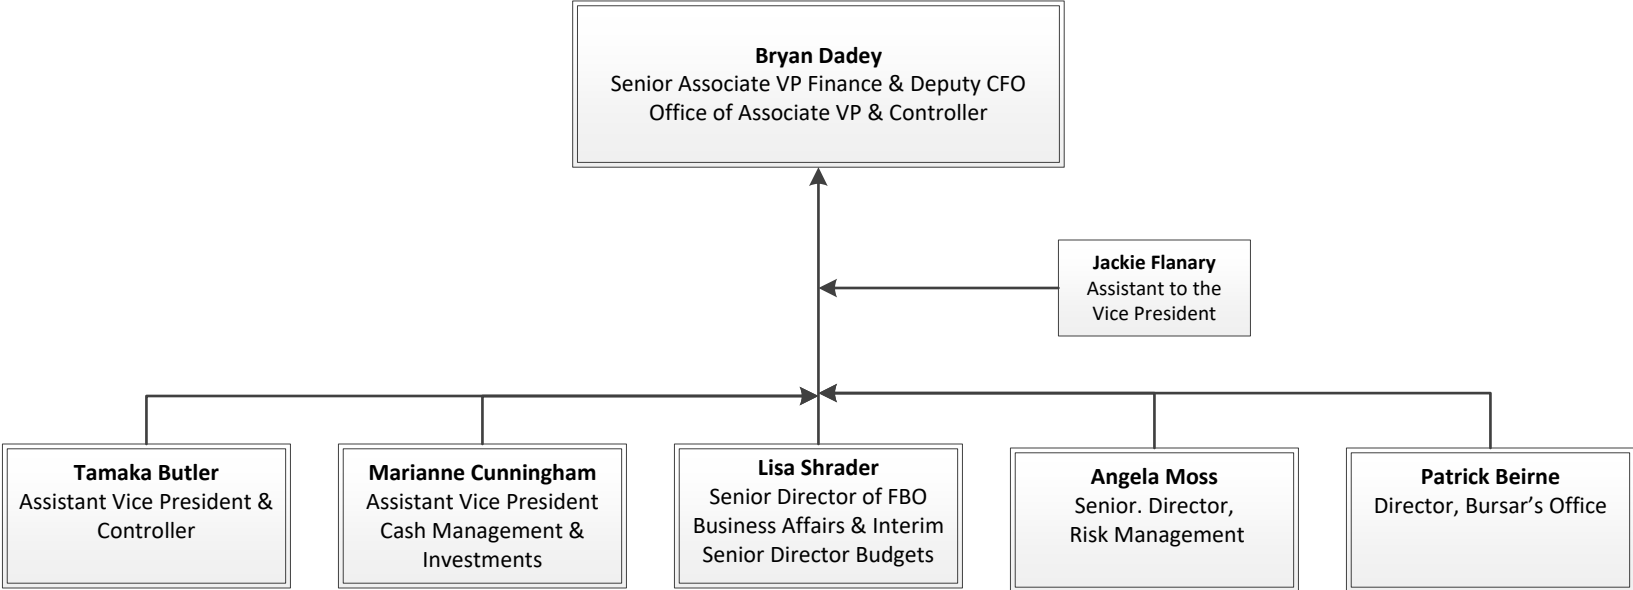 Bryan Dadey
Senior Associate VP Finance & Deputy CFO
Office of Associate VP & Controller
Jackie Flanary
Assistant to the
Vice President
Tamaka Butler
Assistant Vice President &
Controller
Marianne Cunningham
Assistant Vice President
Cash Management &
Investments
Lisa Shrader
Senior Director of FBO
Business Affairs & Interim
Senior Director Budgets
Angela Moss
Senior. Director,
Risk Management
Patrick Beirne
Director, Bursar’s Office